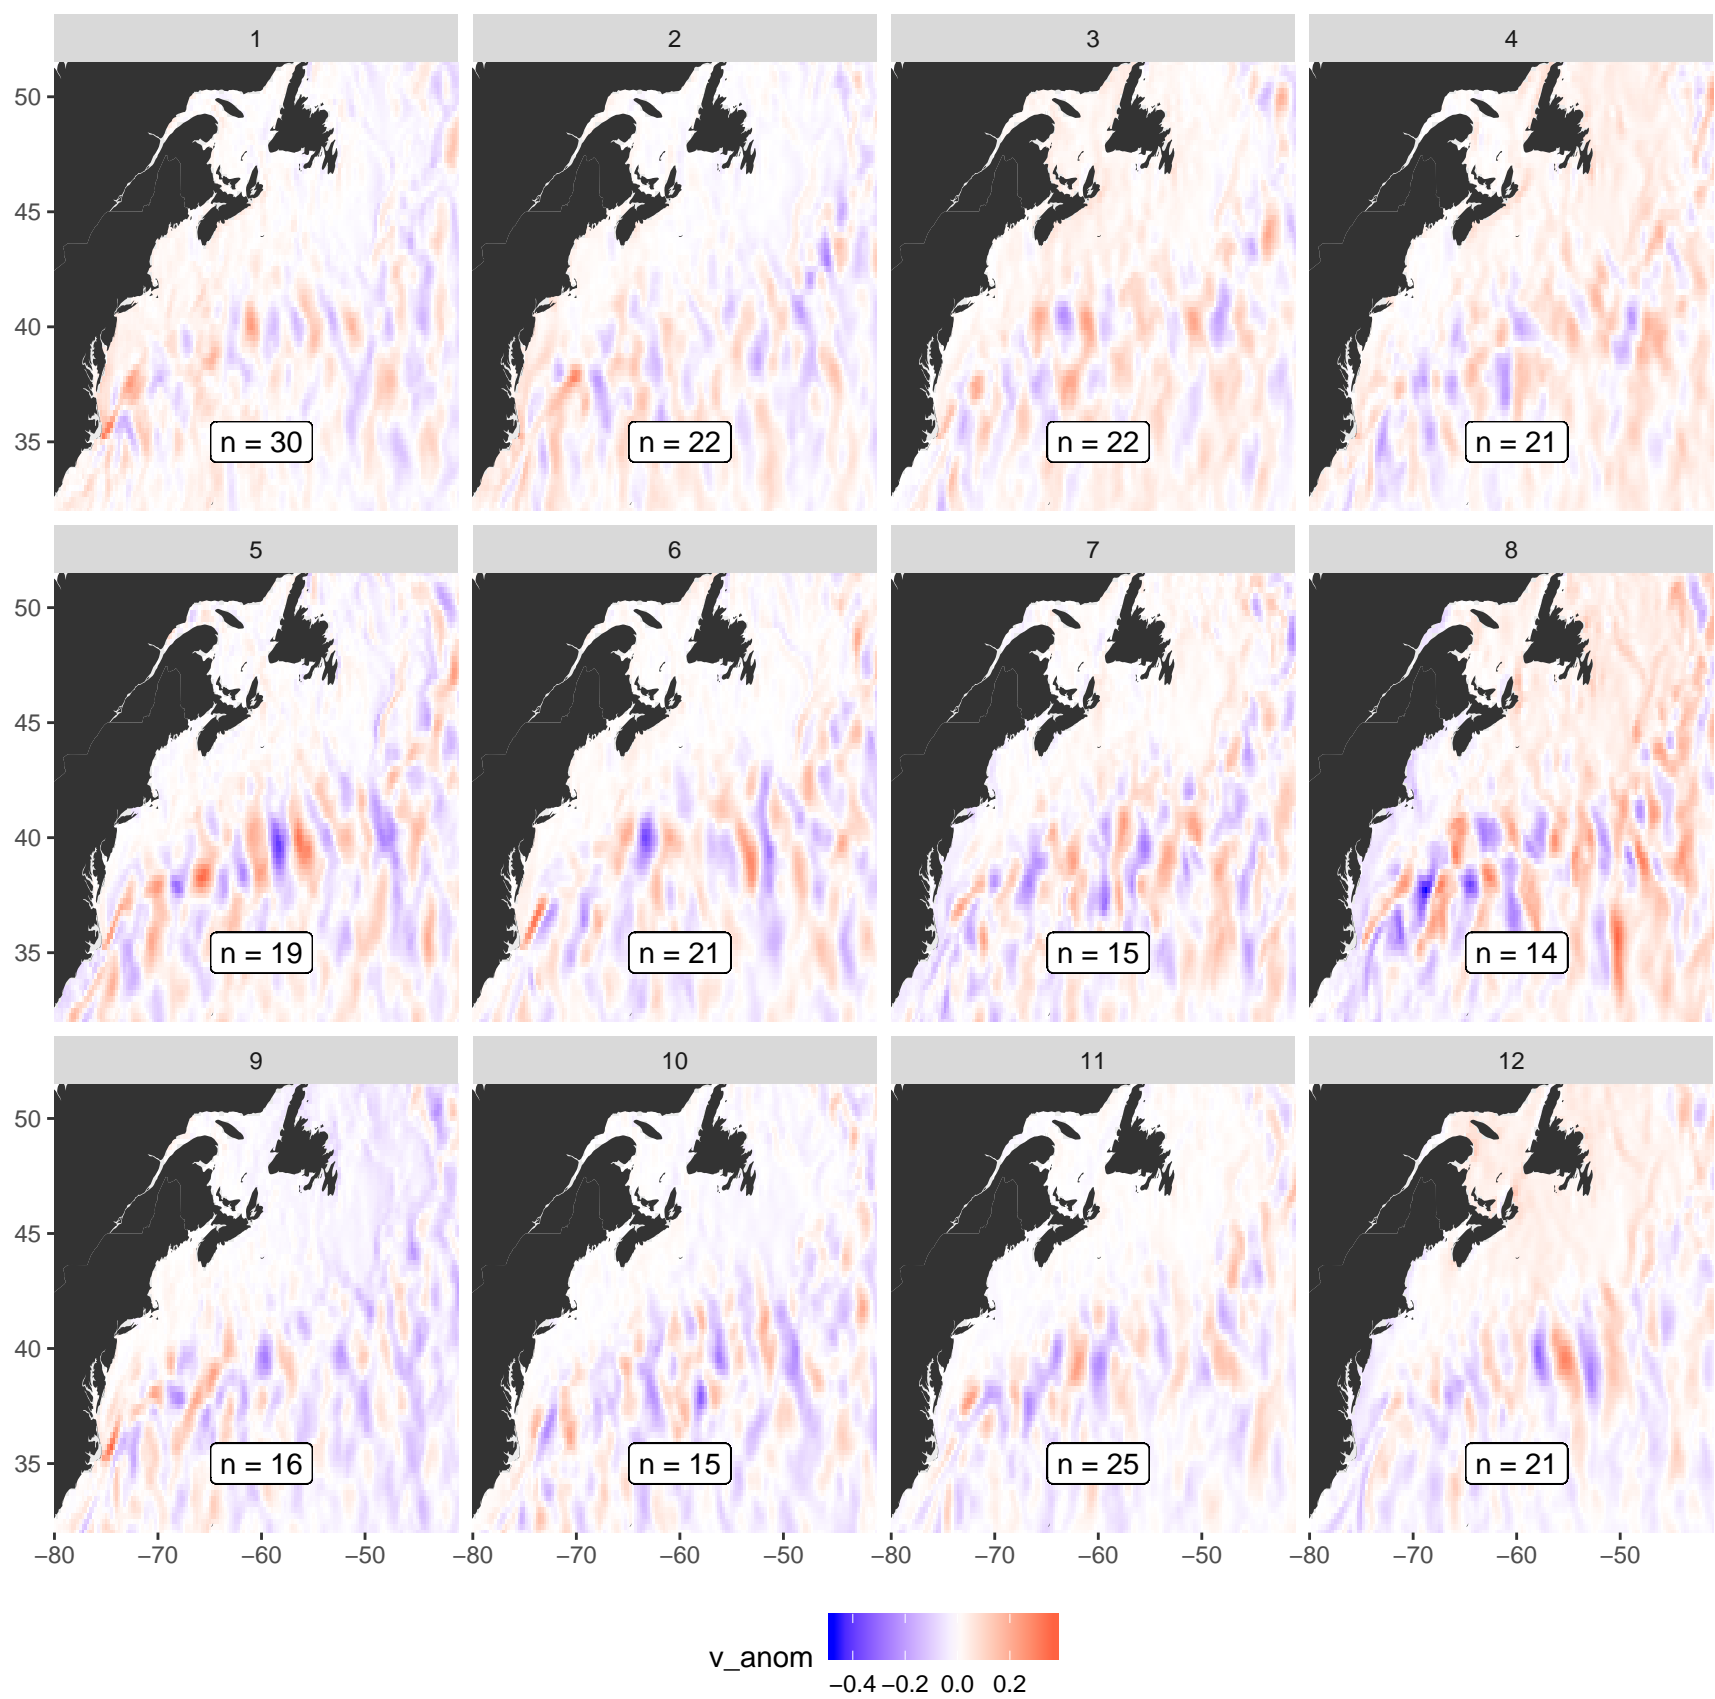 1 2 3 4
50
45
40
35
n = 30 n = 22 n = 22 n = 21
5 6 7 8
50
45
40
35
n = 19 n = 21 n = 15 n = 14
9 10 11 12
50
45
40
35
n = 16 n = 15 n = 25 n = 21
−80 −70 −60 −50 −80 −70 −60 −50 −80 −70 −60 −50 −80 −70 −60 −50
v_anom
−0.4 −0.2 0.0 0.2